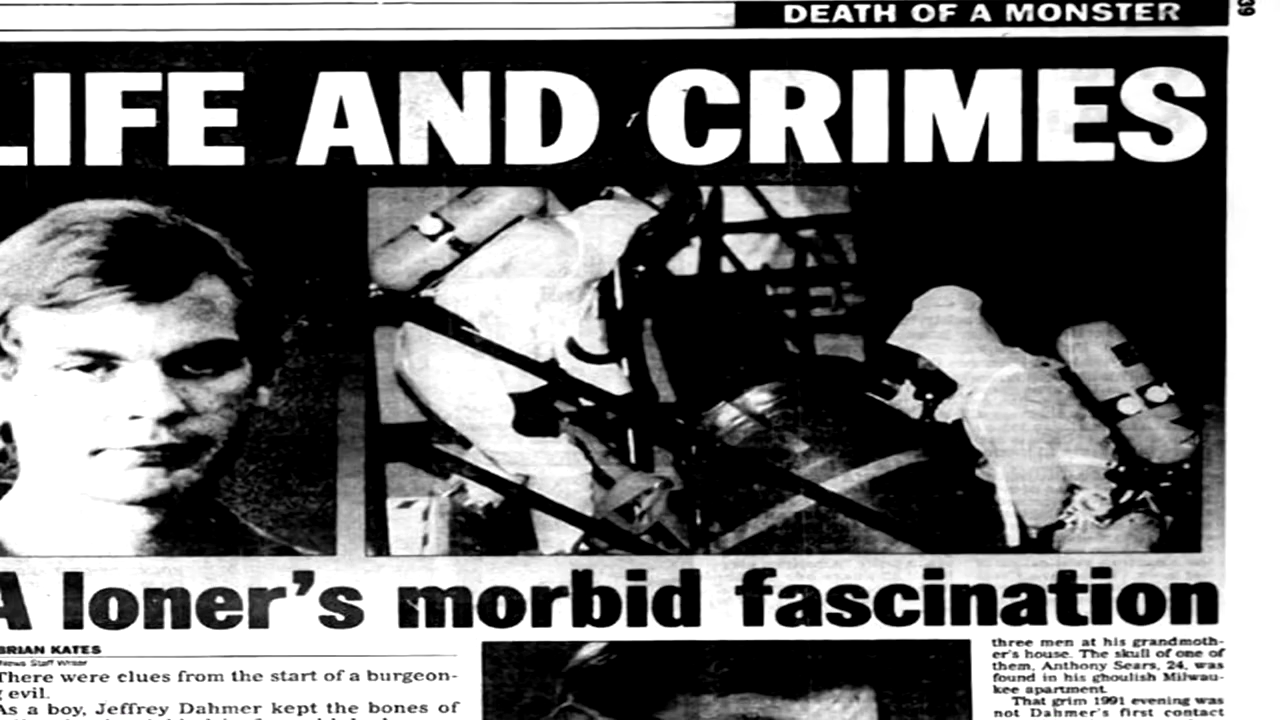 DEATH OF A MONSTER
39
LIFE AND CRIMES
A loner's morbid fascination
BRIAN KATES
News Staff Writer
There were clues from the start of a burgeon-
g evil.
As a boy, Jeffrey Dahmer kept the bones of
three men at his grandmoth-
er's house. The skull of one of
them, Anthony Sears, 24, was
found in his ghoulish Milwau-
kee apartment.
That grim 1991 evening was
not Dahmer's first contact